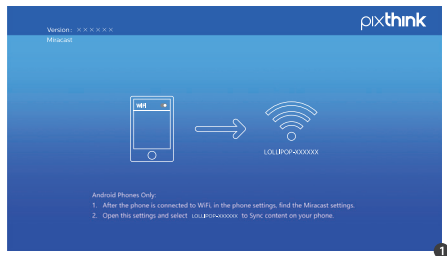 pixthink
Version: ××××××
Miracast
WiFi
LOLLIPOP-XXXXXX
Android Phones Only:
1. After the phone is connected to WiFi, in the phone settings, find the Miracast settings.
2. Open this settings and select LOLLIPOP-XXXXXX to Sync content on your phone.
1